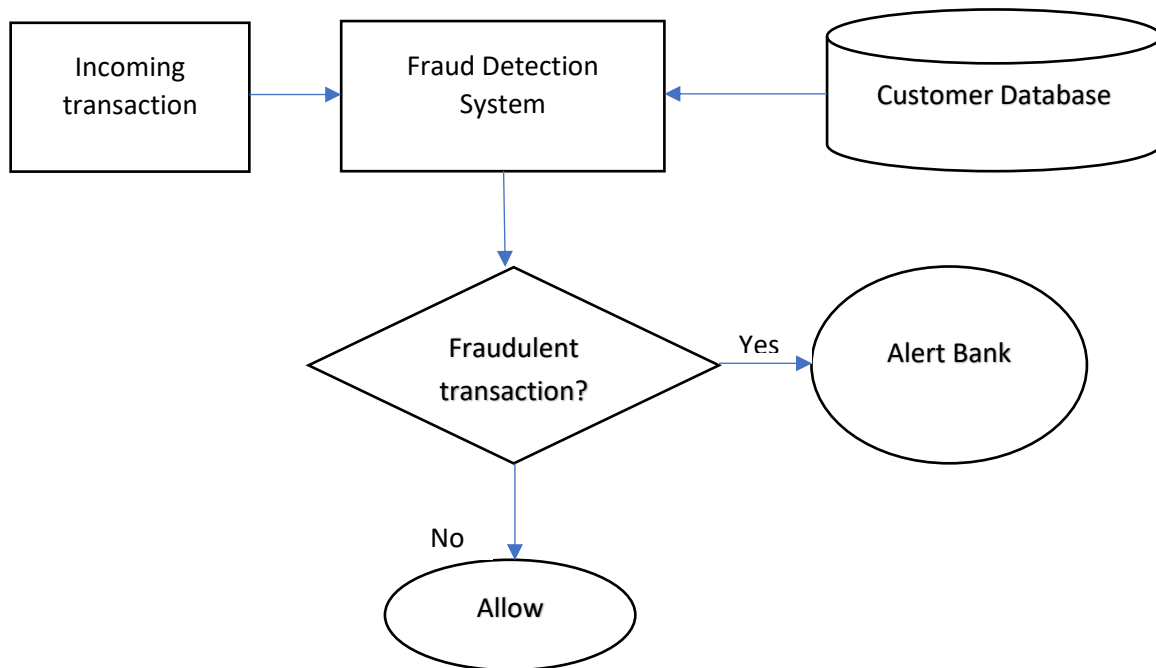 Incoming
transaction
Fraud Detection
System
Customer Database
Fraudulent
transaction?
Yes
Alert Bank
No
Allow